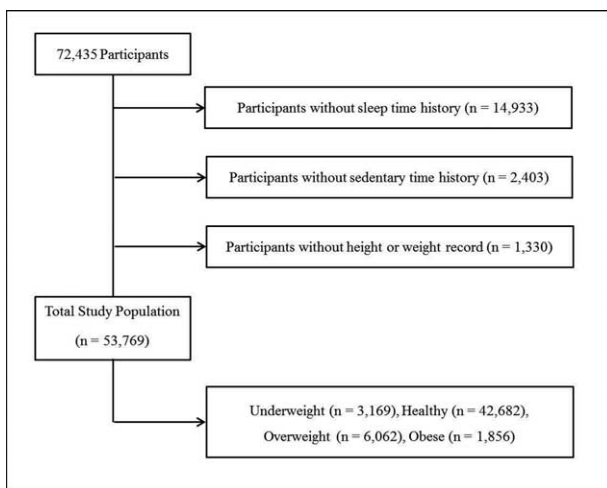 72,435 Participants
Participants without sleep time history (n = 14,933)
Participants without sedentary time history (n = 2,403)
Participants without height or weight record (n = 1,330)
Total Study Population
(n = 53,769)
Underweight (n = 3,169), Healthy (n = 42,682),
Overweight (n = 6,062), Obese (n = 1,856)